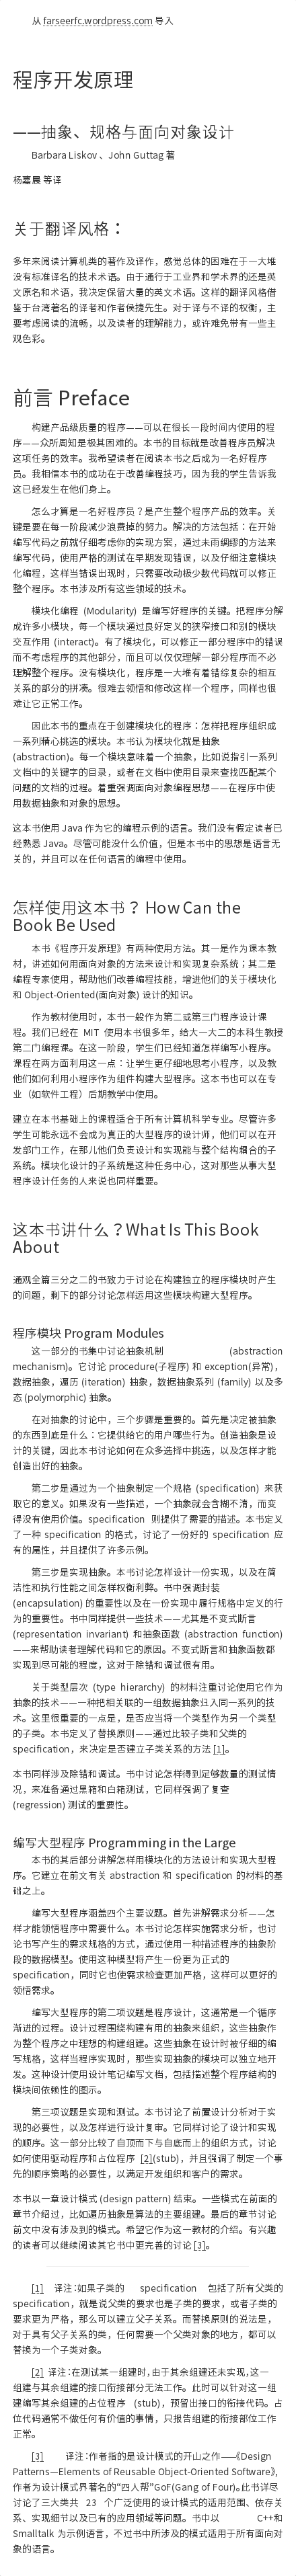 从 farseerfc.wordpress.com 导入
程序开发原理
——抽象、规格与面向对象设计
Barbara Liskov 、John Guttag 著
杨嘉晨 等译
关于翻译风格：
多年来阅读计算机类的著作及译作，感觉总体的困难在于一大堆
没有标准译名的技术术语。由于通行于工业界和学术界的还是英
文原名和术语，我决定保留大量的英文术语。这样的翻译风格借
鉴于台湾著名的译者和作者侯捷先生。对于译与不译的权衡，主
要考虑阅读的流畅，以及读者的理解能力，或许难免带有一些主
观色彩。
前言 Preface
构建产品级质量的程序——可以在很长一段时间内使用的程
序——众所周知是极其困难的。本书的目标就是改善程序员解决
这项任务的效率。我希望读者在阅读本书之后成为一名好程序
员。我相信本书的成功在于改善编程技巧，因为我的学生告诉我
这已经发生在他们身上。
怎么才算是一名好程序员？是产生整个程序产品的效率。关
键是要在每一阶段减少浪费掉的努力。解决的方法包括：在开始
编写代码之前就仔细考虑你的实现方案，通过未雨绸缪的方法来
编写代码，使用严格的测试在早期发现错误，以及仔细注意模块
化编程，这样当错误出现时，只需要改动极少数代码就可以修正
整个程序。本书涉及所有这些领域的技术。
模块化编程 (Modularity) 是编写好程序的关键。把程序分解
成许多小模块，每一个模块通过良好定义的狭窄接口和别的模块
交互作用 (interact)。有了模块化，可以修正一部分程序中的错误
而不考虑程序的其他部分，而且可以仅仅理解一部分程序而不必
理解整个程序。没有模块化，程序是一大堆有着错综复杂的相互
关系的部分的拼凑。很难去领悟和修改这样一个程序，同样也很
难让它正常工作。
因此本书的重点在于创建模块化的程序：怎样把程序组织成
一系列精心挑选的模块。本书认为模块化就是抽象
(abstraction)。每一个模块意味着一个抽象，比如说指引一系列
文档中的关键字的目录，或者在文档中使用目录来查找匹配某个
问题的文档的过程。着重强调面向对象编程思想——在程序中使
用数据抽象和对象的思想。
这本书使用 Java 作为它的编程示例的语言。我们没有假定读者已
经熟悉 Java。尽管可能没什么价值，但是本书中的思想是语言无
关的，并且可以在任何语言的编程中使用。
怎样使用这本书？ How Can the
Book Be Used
本书《程序开发原理》有两种使用方法。其一是作为课本教
材，讲述如何用面向对象的方法来设计和实现复杂系统；其二是
编程专家使用，帮助他们改善编程技能，增进他们的关于模块化
和 Object-Oriented(面向对象) 设计的知识。
作为教材使用时，本书一般作为第二或第三门程序设计课
程。我们已经在 MIT 使用本书很多年，给大一大二的本科生教授
第二门编程课。在这一阶段，学生们已经知道怎样编写小程序。
课程在两方面利用这一点：让学生更仔细地思考小程序，以及教
他们如何利用小程序作为组件构建大型程序。这本书也可以在专
业（如软件工程）后期教学中使用。
建立在本书基础上的课程适合于所有计算机科学专业。尽管许多
学生可能永远不会成为真正的大型程序的设计师，他们可以在开
发部门工作，在那儿他们负责设计和实现能与整个结构耦合的子
系统。模块化设计的子系统是这种任务中心，这对那些从事大型
程序设计任务的人来说也同样重要。
这本书讲什么？What Is This Book
About
通观全篇三分之二的书致力于讨论在构建独立的程序模块时产生
的问题，剩下的部分讨论怎样运用这些模块构建大型程序。
程序模块 Program Modules
这一部分的书集中讨论抽象机制 (abstraction
mechanism)。它讨论 procedure(子程序) 和 exception(异常)，
数据抽象，遍历 (iteration) 抽象，数据抽象系列 (family) 以及多
态 (polymorphic) 抽象。
在对抽象的讨论中，三个步骤是重要的。首先是决定被抽象
的东西到底是什么：它提供给它的用户哪些行为。创造抽象是设
计的关键，因此本书讨论如何在众多选择中挑选，以及怎样才能
创造出好的抽象。
第二步是通过为一个抽象制定一个规格 (specification) 来获
取它的意义。如果没有一些描述，一个抽象就会含糊不清，而变
得没有使用价值。specification 则提供了需要的描述。本书定义
了一种 specification 的格式，讨论了一份好的 specification 应
有的属性，并且提供了许多示例。
第三步是实现抽象。本书讨论怎样设计一份实现，以及在简
洁性和执行性能之间怎样权衡利弊。书中强调封装
(encapsulation) 的重要性以及在一份实现中履行规格中定义的行
为的重要性。书中同样提供一些技术——尤其是不变式断言
(representation invariant) 和抽象函数 (abstraction function)
——来帮助读者理解代码和它的原因。不变式断言和抽象函数都
实现到尽可能的程度，这对于除错和调试很有用。
关于类型层次 (type hierarchy) 的材料注重讨论使用它作为
抽象的技术——一种把相关联的一组数据抽象归入同一系列的技
术。这里很重要的一点是，是否应当将一个类型作为另一个类型
的子类。本书定义了替换原则——通过比较子类和父类的
specification，来决定是否建立子类关系的方法 [1]。
本书同样涉及除错和调试。书中讨论怎样得到足够数量的测试情
况，来准备通过黑箱和白箱测试，它同样强调了复查
(regression) 测试的重要性。
编写大型程序 Programming in the Large
本书的其后部分讲解怎样用模块化的方法设计和实现大型程
序。它建立在前文有关 abstraction 和 specification 的材料的基
础之上。
编写大型程序涵盖四个主要议题。首先讲解需求分析——怎
样才能领悟程序中需要什么。本书讨论怎样实施需求分析，也讨
论书写产生的需求规格的方式，通过使用一种描述程序的抽象阶
段的数据模型。使用这种模型将产生一份更为正式的
specification，同时它也使需求检查更加严格，这样可以更好的
领悟需求。
编写大型程序的第二项议题是程序设计，这通常是一个循序
渐进的过程。设计过程围绕构建有用的抽象来组织，这些抽象作
为整个程序之中理想的构建组建。这些抽象在设计时被仔细的编
写规格，这样当程序实现时，那些实现抽象的模块可以独立地开
发。这种设计使用设计笔记编写文档，包括描述整个程序结构的
模块间依赖性的图示。
第三项议题是实现和测试。本书讨论了前置设计分析对于实
现的必要性，以及怎样进行设计复审。它同样讨论了设计和实现
的顺序。这一部分比较了自顶而下与自底而上的组织方式，讨论
如何使用驱动程序和占位程序 [2](stub)，并且强调了制定一个事
先的顺序策略的必要性，以满足开发组织和客户的需求。
本书以一章设计模式 (design pattern) 结束。一些模式在前面的
章节介绍过，比如遍历抽象是算法的主要组建。最后的章节讨论
前文中没有涉及到的模式。希望它作为这一教材的介绍。有兴趣
的读者可以继续阅读其它书中更完善的讨论 [3]。
[1] 译注：如果子类的 specification 包括了所有父类的
specification，就是说父类的要求也是子类的要求，或者子类的
要求更为严格，那么可以建立父子关系。而替换原则的说法是，
对于具有父子关系的类，任何需要一个父类对象的地方，都可以
替换为一个子类对象。
[2] 译注：在测试某一组建时，由于其余组建还未实现，这一
组建与其余组建的接口衔接部分无法工作。此时可以针对这一组
建编写其余组建的占位程序 (stub)，预留出接口的衔接代码。占
位代码通常不做任何有价值的事情，只报告组建的衔接部位工作
正常。
[3] 译注：作者指的是设计模式的开山之作——《Design
Patterns—Elements of Reusable Object-Oriented Software》，
作者为设计模式界著名的“四人帮”GoF(Gang of Four)。此书详尽
讨论了三大类共 23 个广泛使用的设计模式的适用范围、依存关
系、实现细节以及已有的应用领域等问题。书中以 C++和
Smalltalk 为示例语言，不过书中所涉及的模式适用于所有面向对
象的语言。